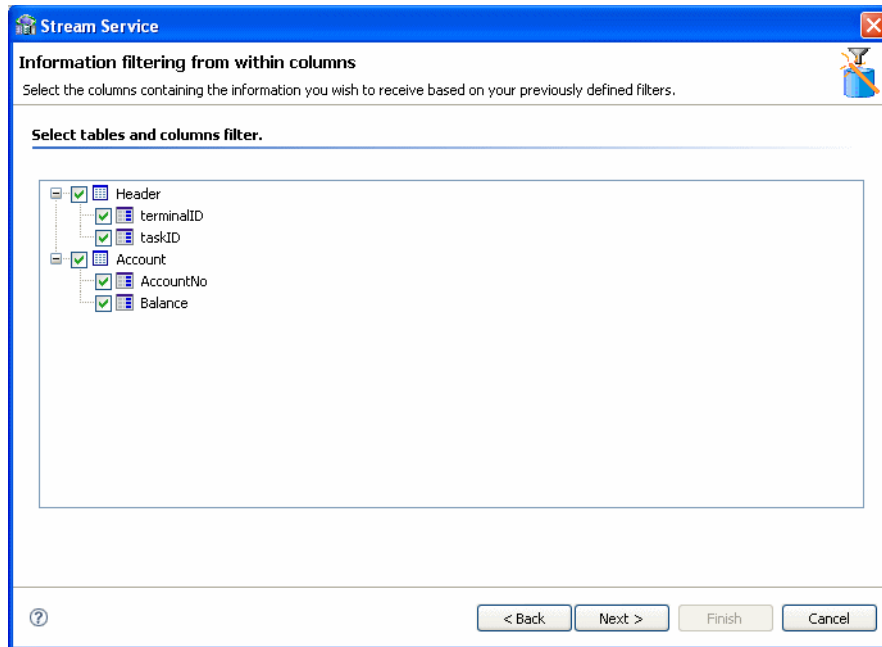 Stream Service
Information filtering from within columns
Select the columns containing the information you wish to receive based on your previously defined filters.
Select tables and columns filter.
Header
terminalID
taskID
Account
AccountNo
Balance
< Back Next > Finish Cancel